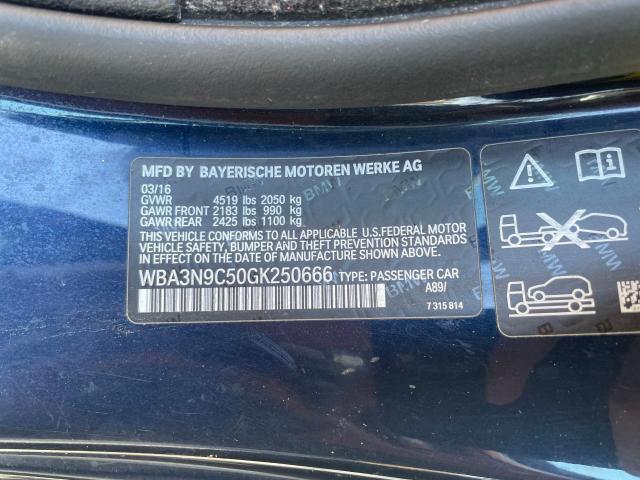 MFD BY BAYERISCHE MOTOREN WERKE AG
03/16
GVWR 4519 lbs 2050 kg
GAWR FRONT 2183 lbs 990 kg
GAWR REAR 2425 lbs 1100 kg
THIS VEHICLE CONFORMS TO ALL APPLICABLE U.S.FEDERAL MOTOR
VEHICLE SAFETY, BUMPER AND THEFT PREVENTION STANDARDS
IN EFFECT ON THE DATE OF MANUFACTURE SHOWN ABOVE.
WBA3N9C50GK250666 TYPE: PASSENGER CAR
A89/
7 315 814